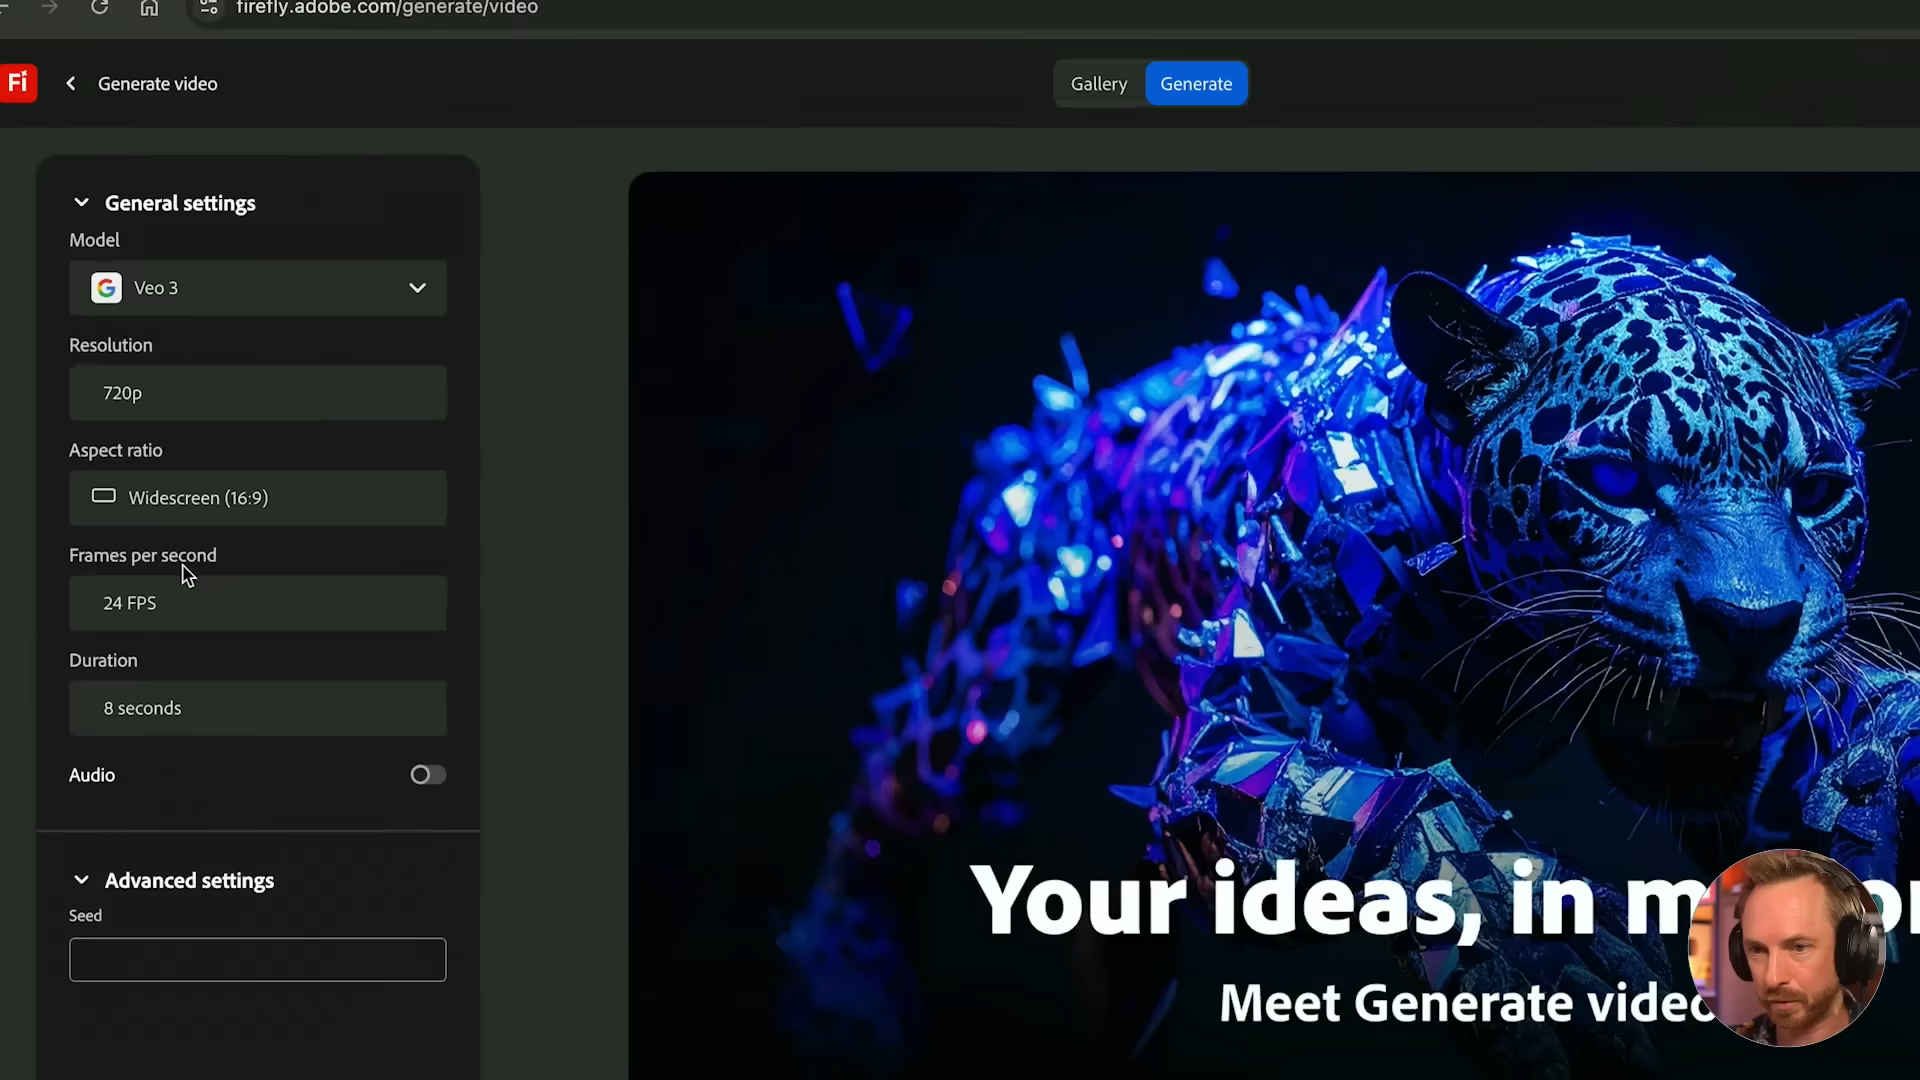 firefly.adobe.com/generate/video
Fi
Generate video
Gallery
Generate
General settings
Model
G
Veo 3
Resolution
720p
Aspect ratio
Widescreen (16:9)
Frames per second
24 FPS
Duration
8 seconds
Audio
Advanced settings
Seed
Your ideas, in
Meet Generate video